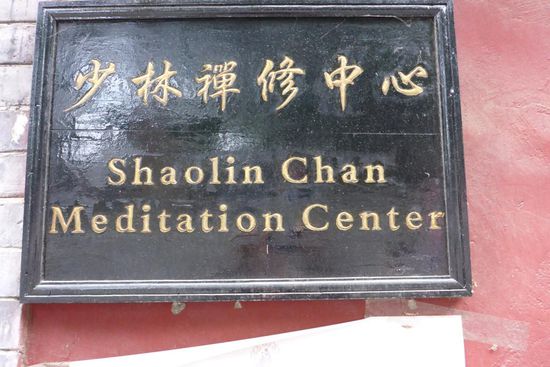 少林禪修中心
Shaolin Chan
Meditation Center